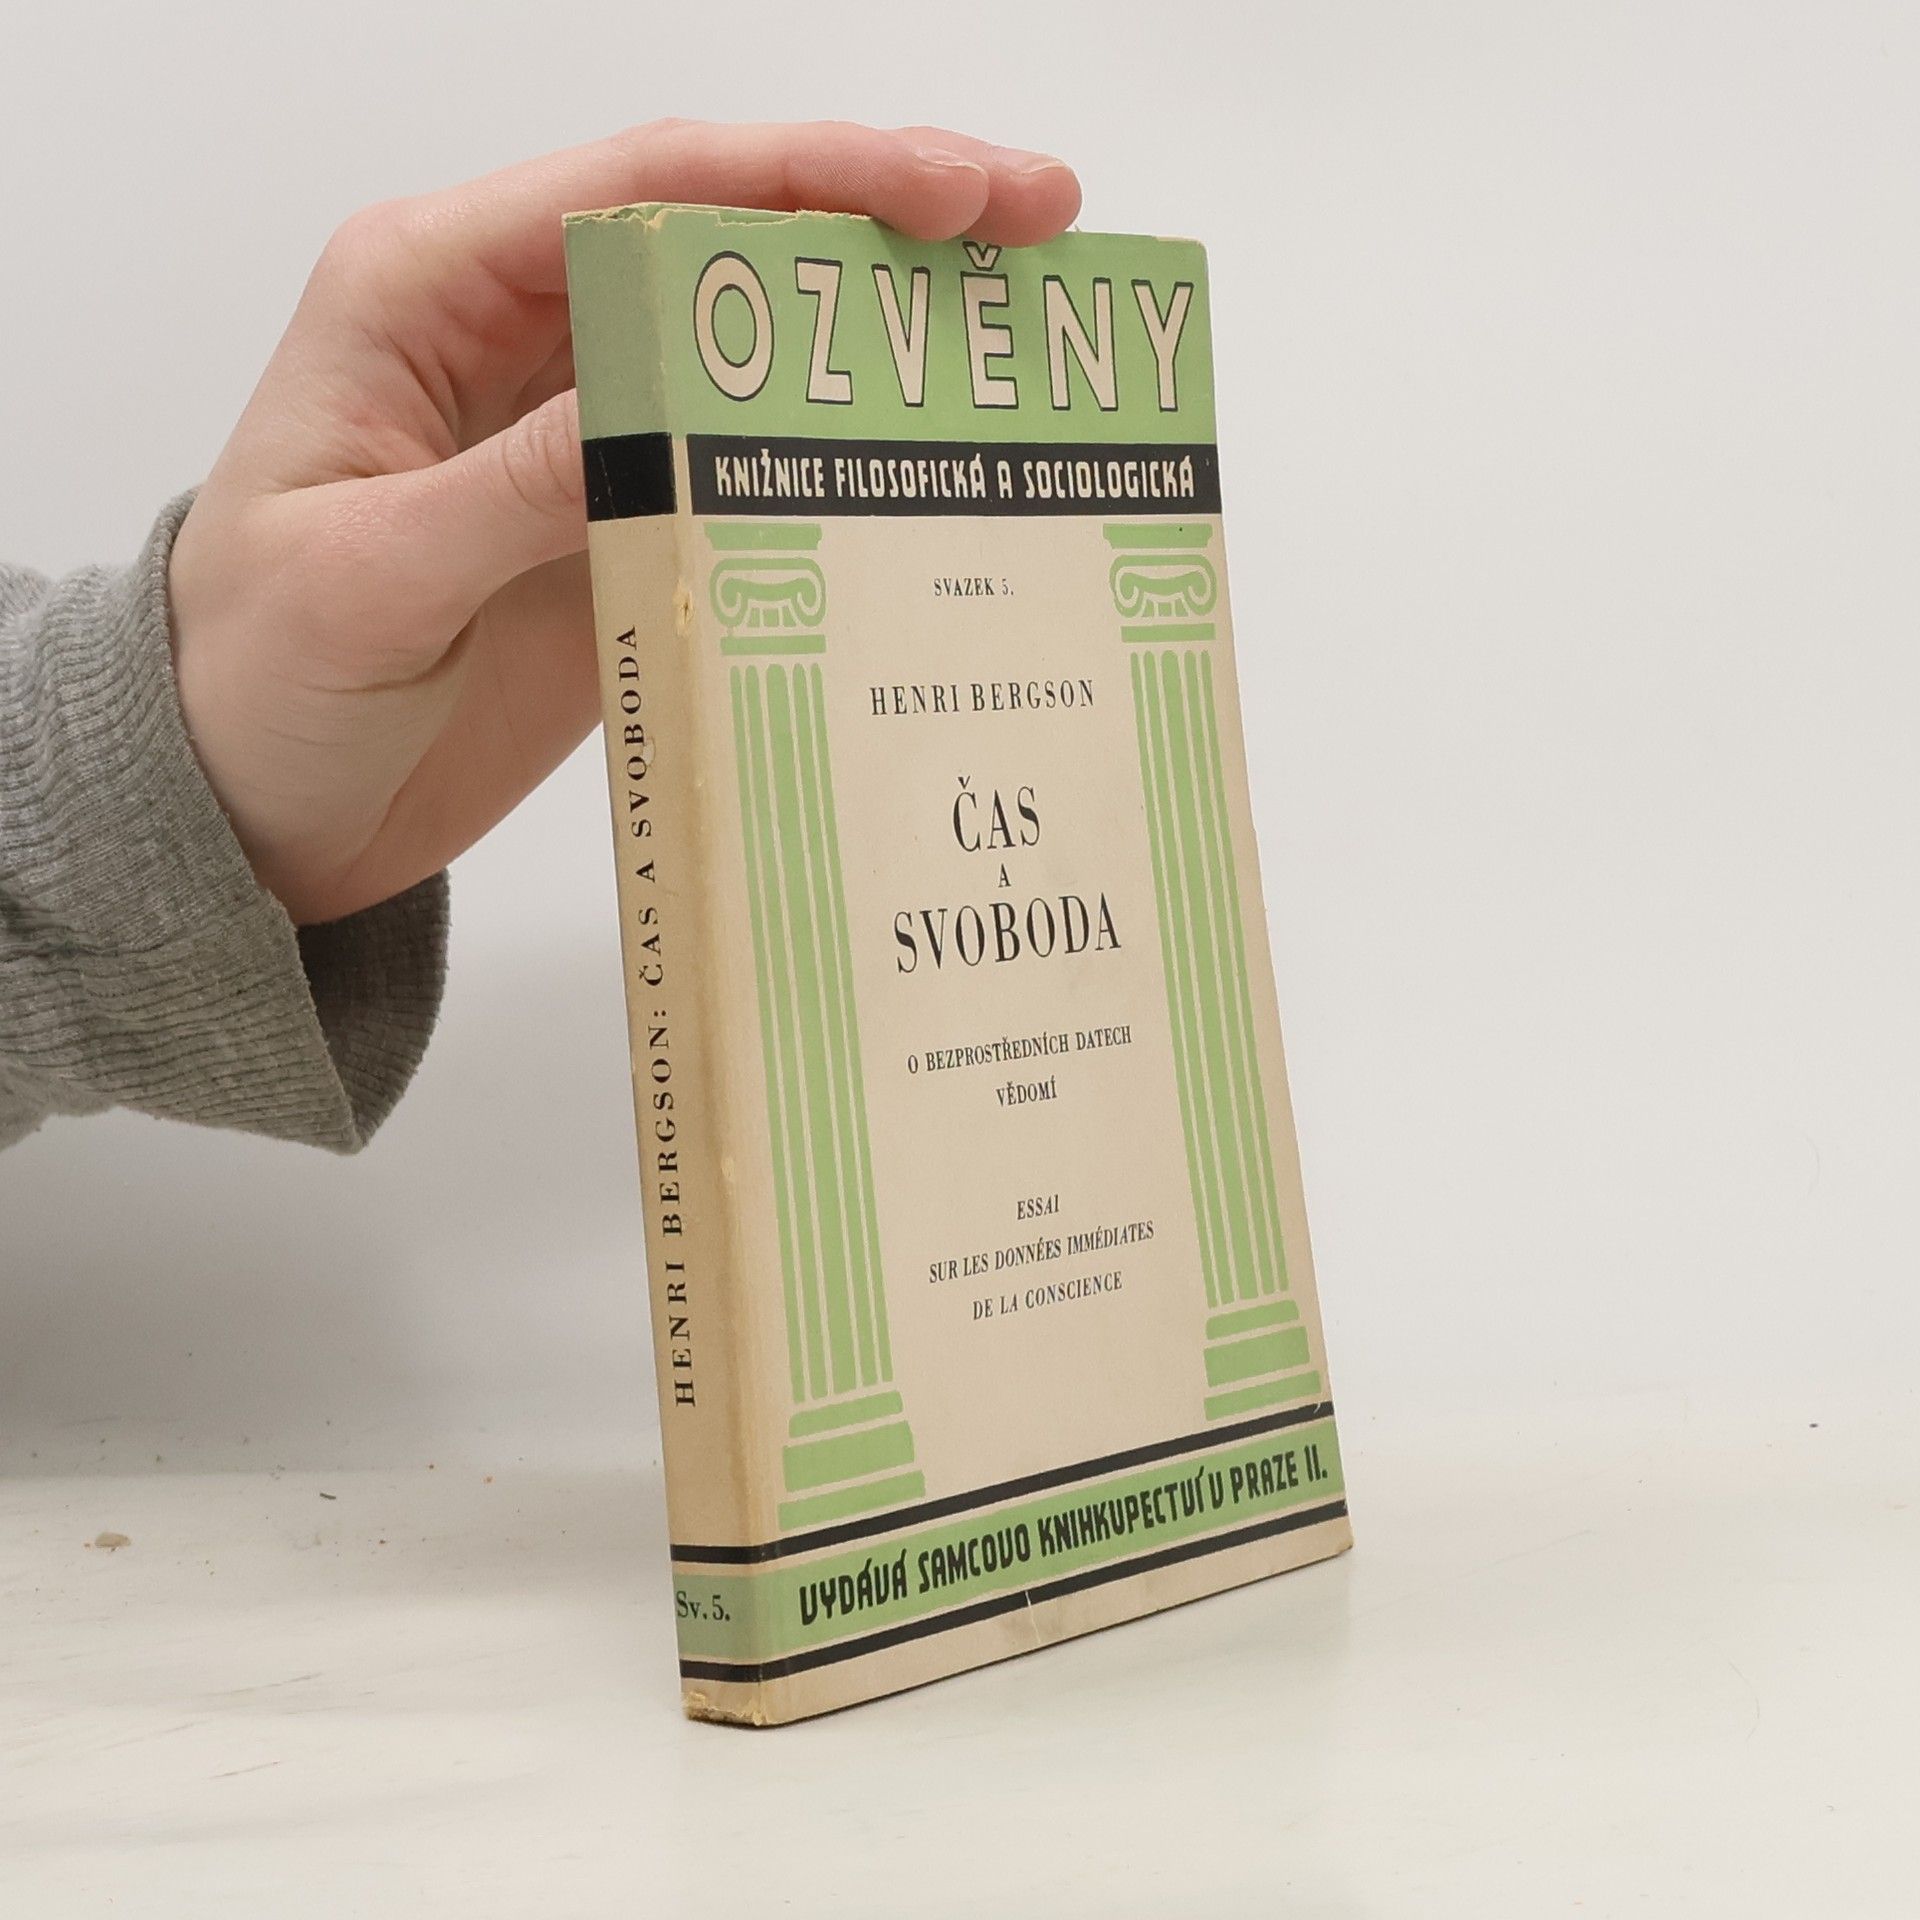 OZVĚNY
KNIŽNICE FILOSOFICKÁ A SOCIOLOGICKÁ
SVAZEK 5.
HENRI BERGSON
ČAS
A
SVOBODA
O BEZPROSTŘEDNÍCH DATECH
VĚDOMÍ
ESSAI
SUR LES DONNÉES IMMÉDIATES
DE LA CONSCIENCE
VYDÁVÁ SAMCOVO KNIHKUPECTVÍ V PRAZE II.
HENRI BERGSON: ČAS A SVOBODA
Sv. 5.